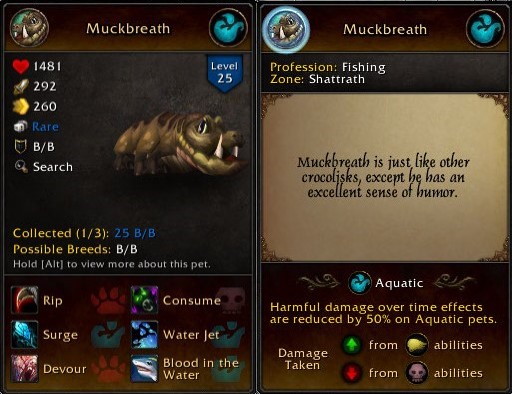 Muckbreath
Level
25
1481
292
260
Rare
B/B
Search
Collected (1/3): 25 B/B
Possible Breeds: B/B
Hold [Alt] to view more about this pet.
Rip
Consume
Surge
Water Jet
Devour
Blood in the
Water
Muckbreath
Profession: Fishing
Zone: Shattrath
Muckbreath is just like other
crocolisks, except he has an
excellent sense of humor.
Aquatic
Harmful damage over time effects
are reduced by 50% on Aquatic pets.
Damage
Taken
from abilities
from abilities